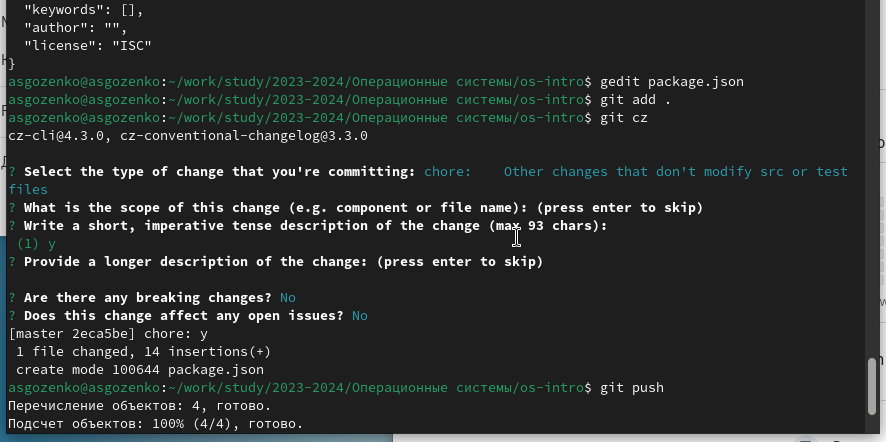 "keywords": [],
"author": "",
"license": "ISC"
}
asgozenko@asgozenko:~/work/study/2023-2024/Операционные системы/os-intro$ gedit package.json
asgozenko@asgozenko:~/work/study/2023-2024/Операционные системы/os-intro$ git add .
asgozenko@asgozenko:~/work/study/2023-2024/Операционные системы/os-intro$ git cz
cz-cli@4.3.0, cz-conventional-changelog@3.3.0
? Select the type of change that you're committing: chore:    Other changes that don't modify src or test
files
? What is the scope of this change (e.g. component or file name): (press enter to skip)
? Write a short, imperative tense description of the change (max 93 chars):
(1) y
? Provide a longer description of the change: (press enter to skip)
? Are there any breaking changes? No
? Does this change affect any open issues? No
[master 2eca5be] chore: y
1 file changed, 14 insertions(+)
create mode 100644 package.json
asgozenko@asgozenko:~/work/study/2023-2024/Операционные системы/os-intro$ git push
Перечисление объектов: 4, готово.
Подсчет объектов: 100% (4/4), готово.